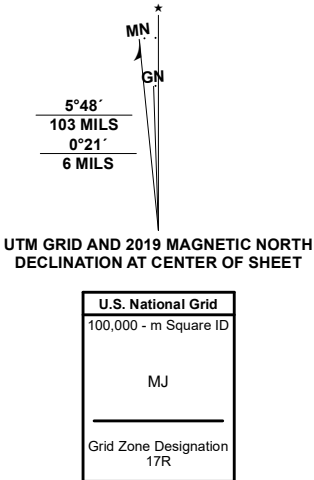 MN
GN
5°48´
103 MILS
0°21´
6 MILS
UTM GRID AND 2019 MAGNETIC NORTH
DECLINATION AT CENTER OF SHEET
U.S. National Grid
100,000 - m Square ID
MJ
Grid Zone Designation
17R